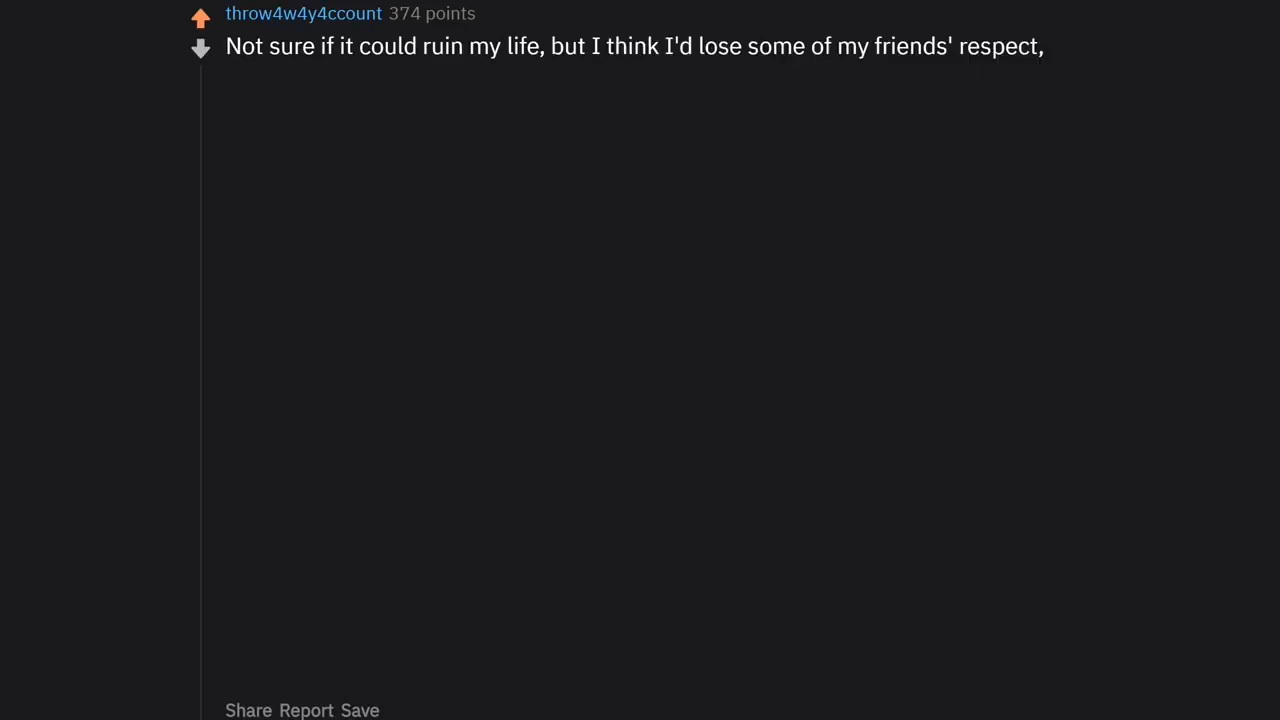 throw4w4y4ccount 374 points
Not sure if it could ruin my life, but I think I'd lose some of my friends' respect,
Share Report Save